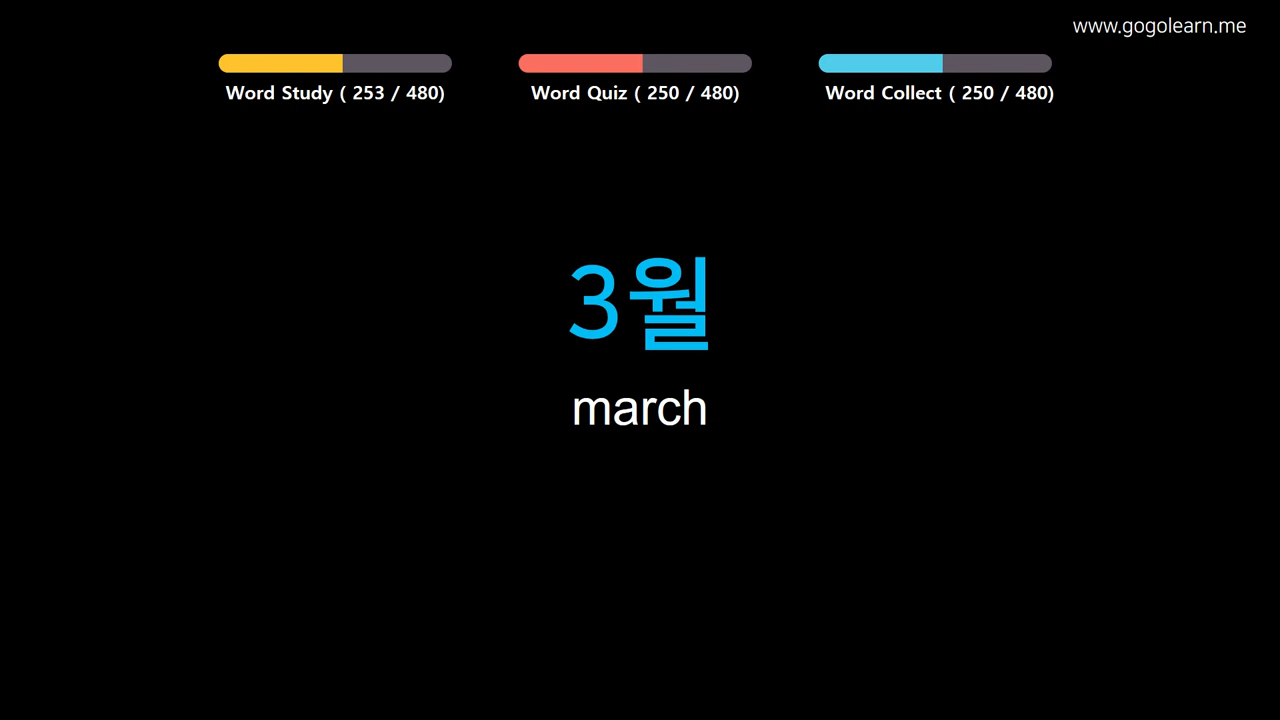 www.gogolearn.me
Word Study ( 253 / 480)
Word Quiz ( 250 / 480)
Word Collect ( 250 / 480)
3월
march